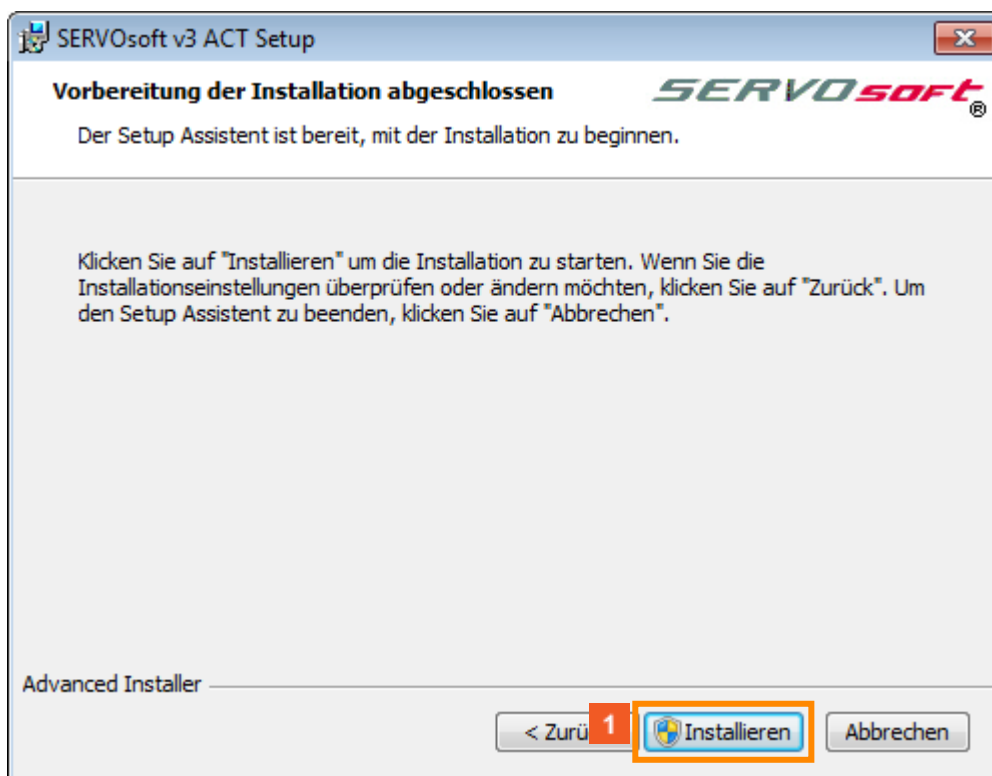 SERVOsoft v3 ACT Setup
Vorbereitung der Installation abgeschlossen
SERVOsoft®
Der Setup Assistent ist bereit, mit der Installation zu beginnen.
Klicken Sie auf "Installieren" um die Installation zu starten. Wenn Sie die
Installationseinstellungen überprüfen oder ändern möchten, klicken Sie auf "Zurück". Um
den Setup Assistent zu beenden, klicken Sie auf "Abbrechen".
Advanced Installer
< Zurü 1 Installieren Abbrechen